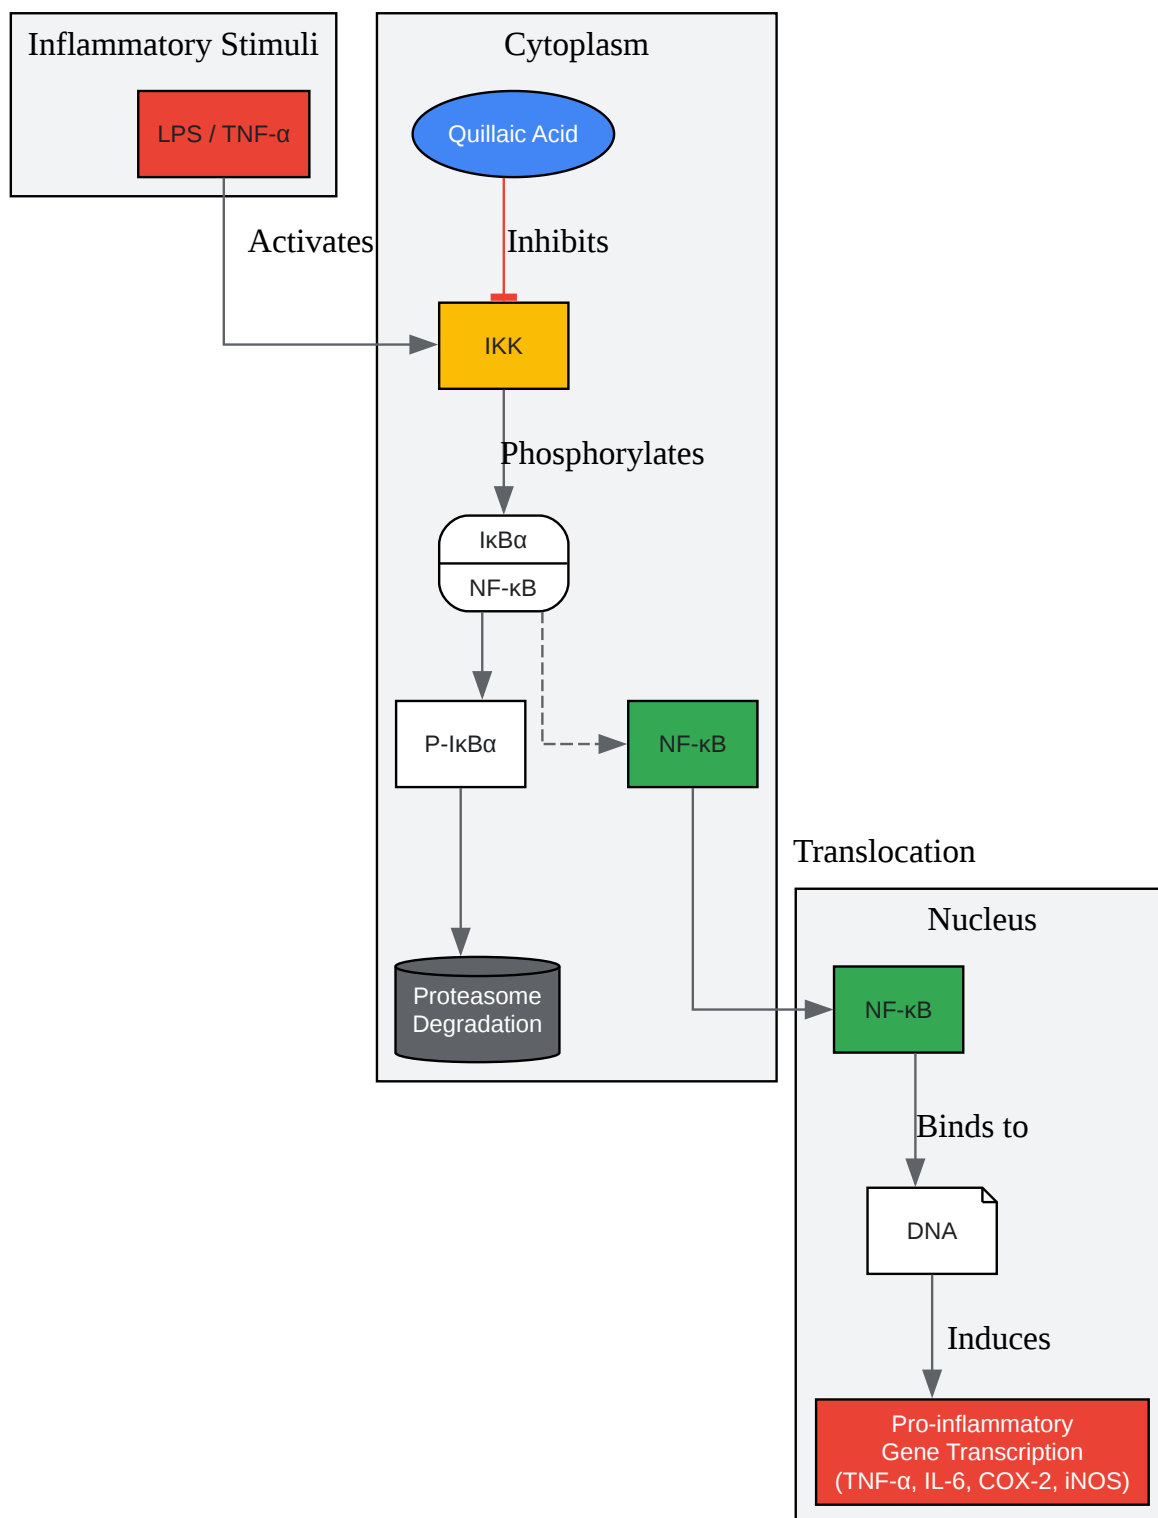 Inflammatory Stimuli
LPS / TNF-α
Cytoplasm
Quillaic Acid
Activates
Inhibits
IKK
Phosphorylates
IκBα
NF-κB
P-IκBα
NF-κB
Translocation
Proteasome
Degradation
Nucleus
NF-κB
Binds to
DNA
Induces
Pro-inflammatory
Gene Transcription
(TNF-α, IL-6, COX-2, iNOS)